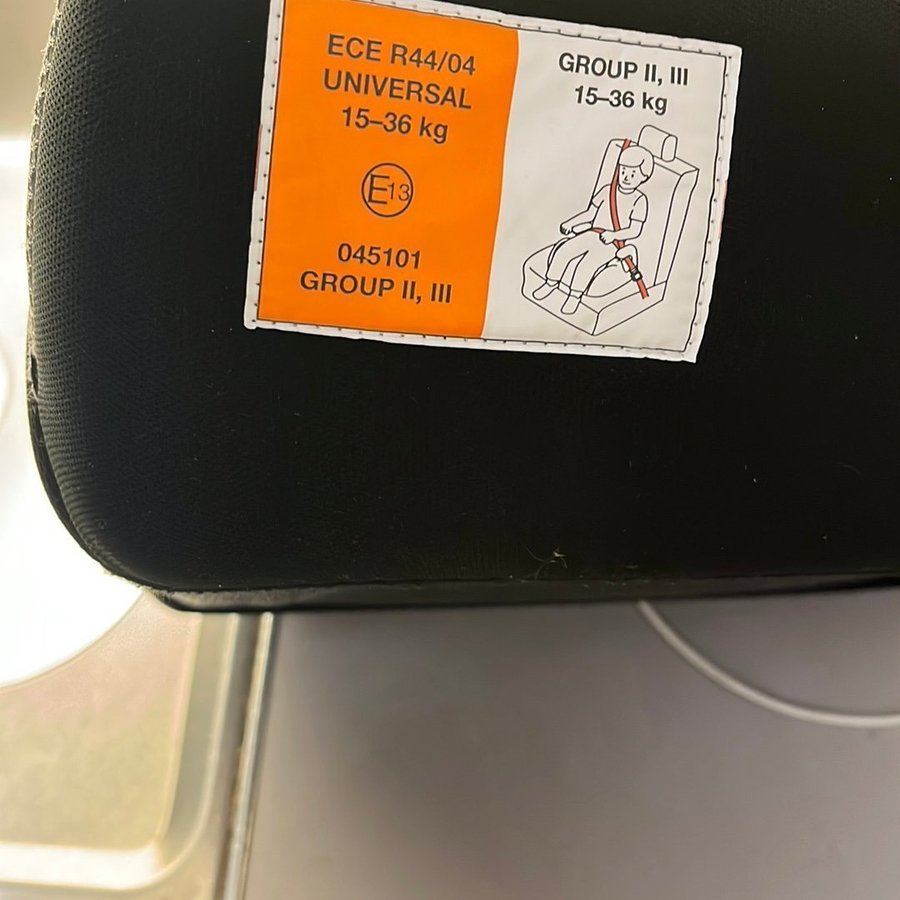 ECE R44/04
UNIVERSAL
15–36 kg
E13
045101
GROUP II, III
GROUP II, III
15–36 kg